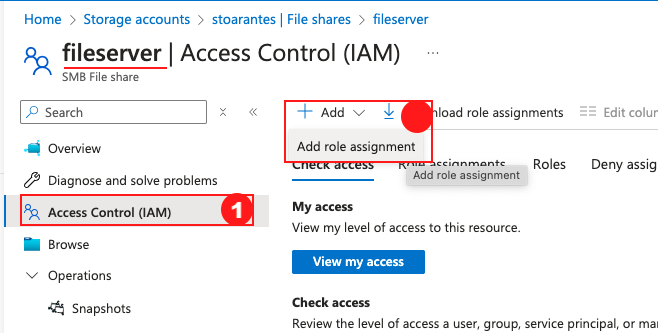 Home > Storage accounts > stoarantes | File shares > fileserver
fileserver | Access Control (IAM) ...
SMB File share
Search
Add
nload role assignments
Edit colun
Add role assignment
Overview
Check access
Role assignments
Roles
Deny assig
Add role assignment
Diagnose and solve problems
Access Control (IAM)
1
My access
View my level of access to this resource.
Browse
View my access
Operations
Snapshots
Check access
Review the level of access a user, group, service principal, or ma